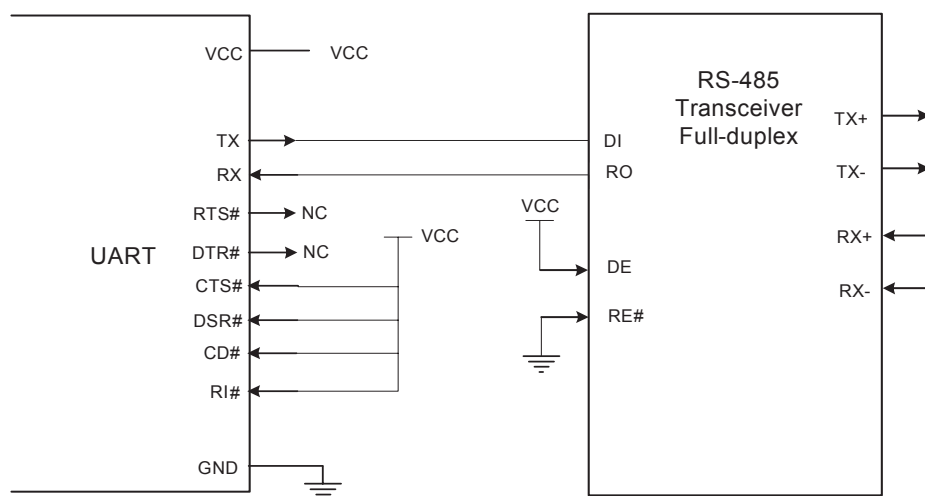 UART
VCC
VCC
TX
RX
RTS#
NC
DTR#
NC
CTS#
DSR#
CD#
RI#
GND
VCC
RS-485
Transceiver
Full-duplex
DI
RO
VCC
DE
RE#
TX+
TX-
RX+
RX-